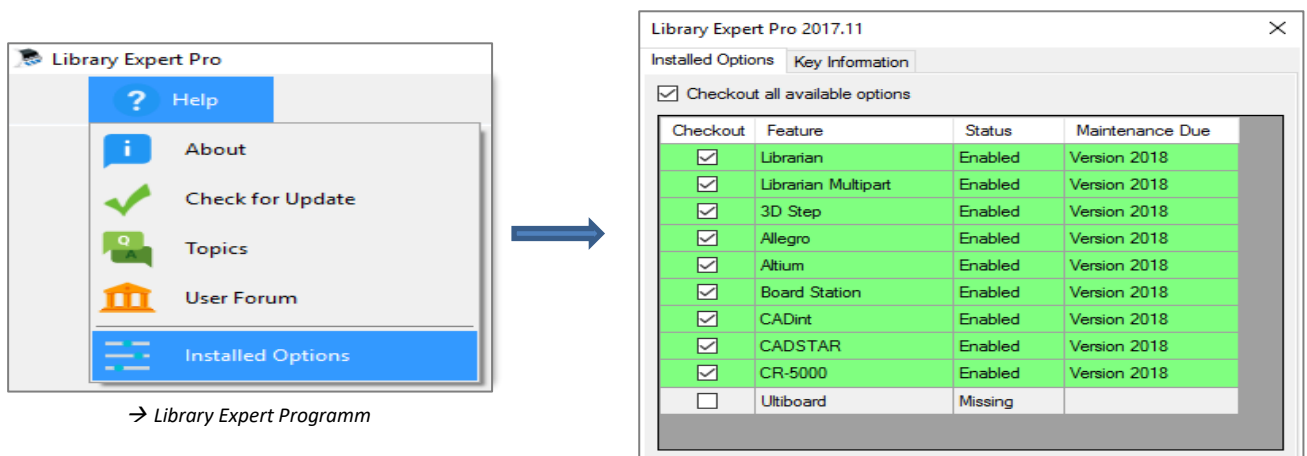 Library Expert Pro
? Help
i About
Check for Update
Q A Topics
User Forum
Installed Options
→ Library Expert Programm
Library Expert Pro 2017.11
Installed Options Key Information
Checkout all available options
Checkout Feature Status Maintenance Due
Librarian Enabled Version 2018
Librarian Multipart Enabled Version 2018
3D Step Enabled Version 2018
Allegro Enabled Version 2018
Altium Enabled Version 2018
Board Station Enabled Version 2018
CADint Enabled Version 2018
CADSTAR Enabled Version 2018
CR-5000 Enabled Version 2018
Ultiboard Missing